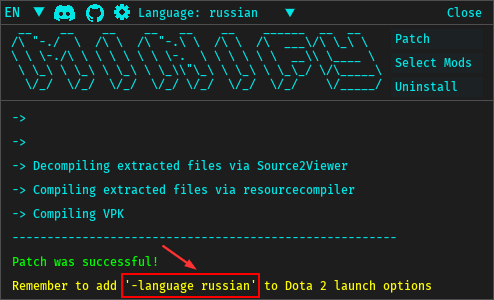 EN ▼ Language: russian ▼ Close
MINIFY
Patch
Select Mods
Uninstall
->
->
-> Decompiling extracted files via Source2Viewer
-> Compiling extracted files via resourcecompiler
-> Compiling VPK
-----------------------------------------------------
Patch was successful!
Remember to add '-language russian' to Dota 2 launch options